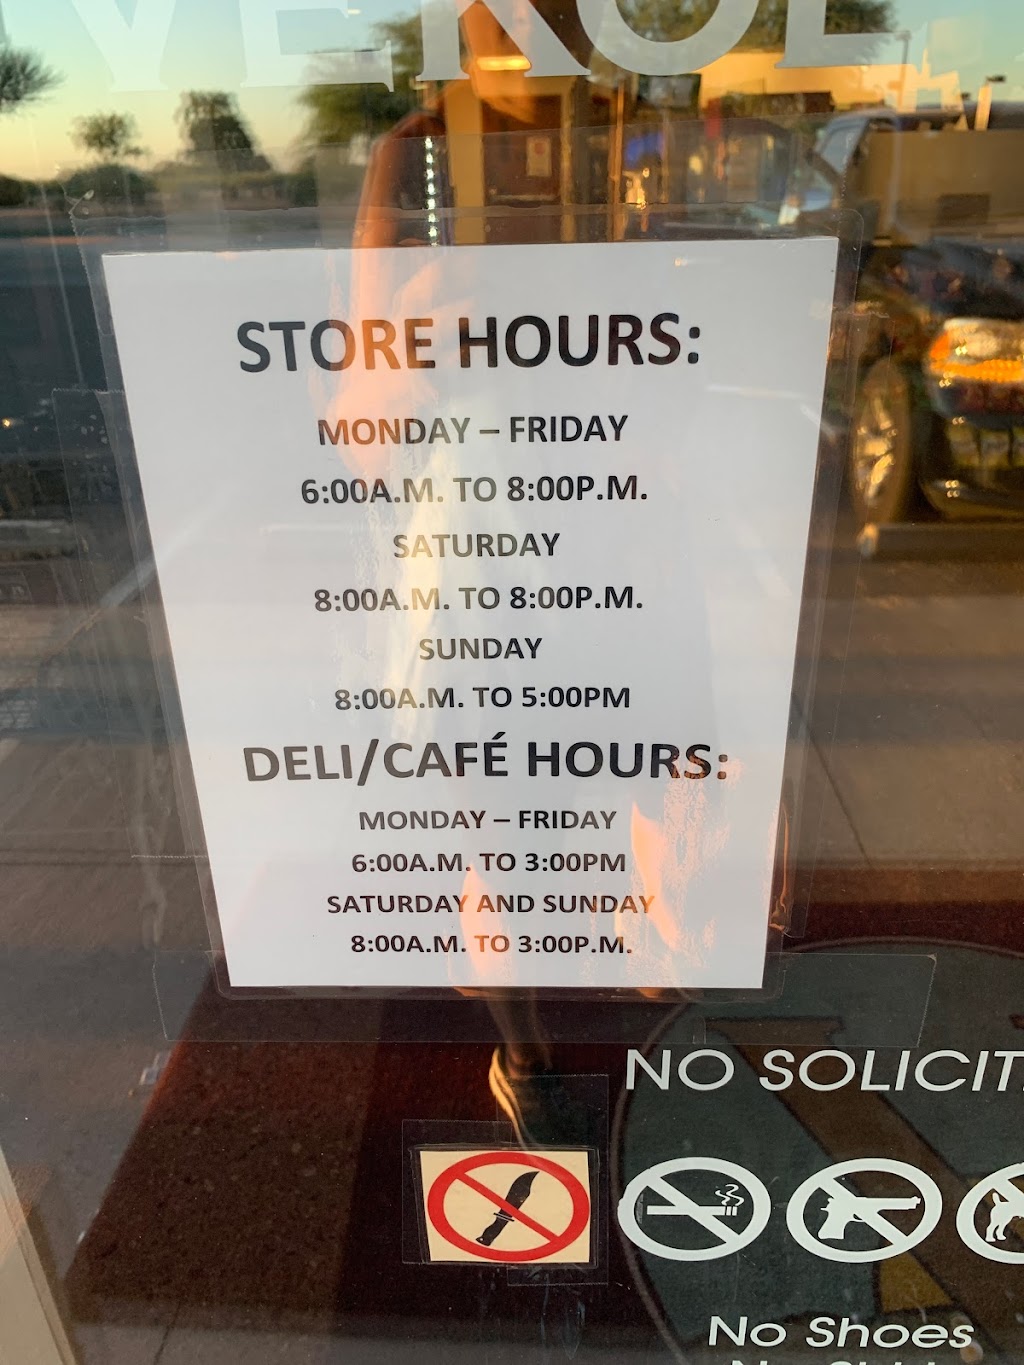 STORE HOURS:
MONDAY – FRIDAY
6:00A.M. TO 8:00P.M.
SATURDAY
8:00A.M. TO 8:00P.M.
SUNDAY
8:00A.M. TO 5:00PM
DELI/CAFÉ HOURS:
MONDAY – FRIDAY
6:00A.M. TO 3:00PM
SATURDAY AND SUNDAY
8:00A.M. TO 3:00P.M.
NO SOLICIT
No Shoes